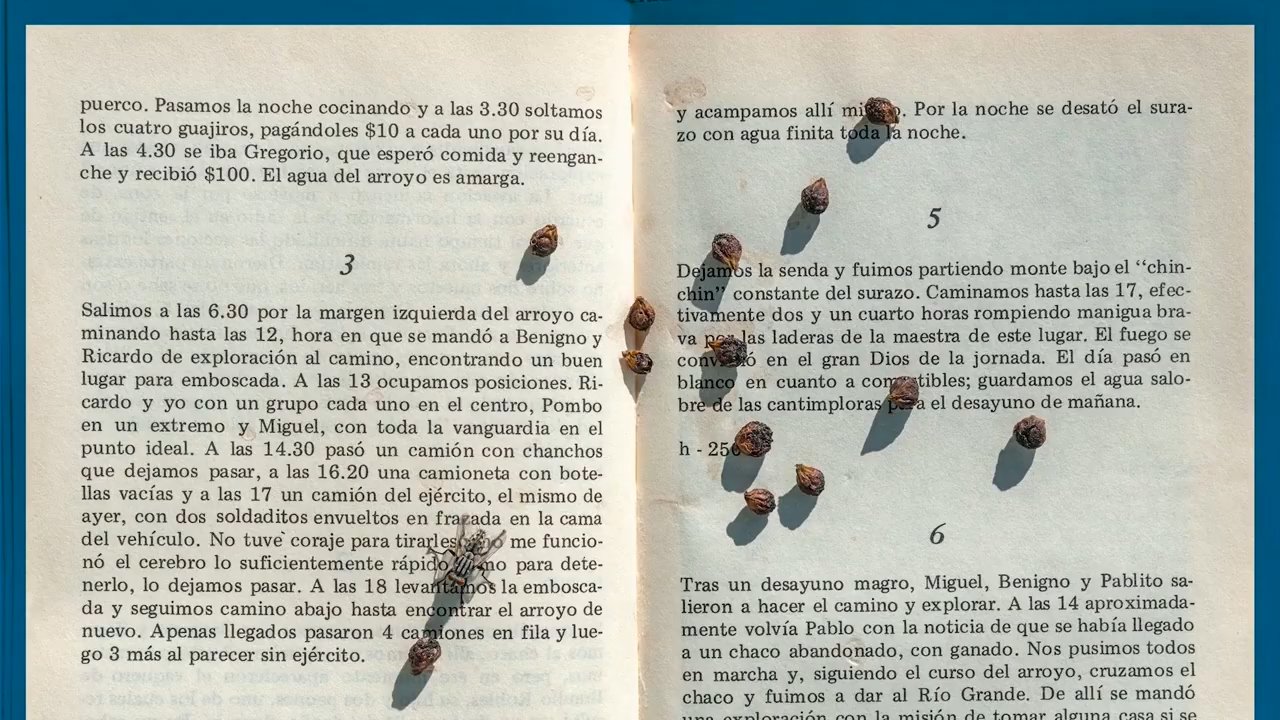 puerco. Pasamos la noche cocinando y a las 3.30 soltamos
los cuatro guajiros, pagándoles $10 a cada uno por su día.
A las 4.30 se iba Gregorio, que esperó comida y reengan-
che y recibió $100. El agua del arroyo es amarga.
3
Salimos a las 6.30 por la margen izquierda del arroyo ca-
minando hasta las 12, hora en que se mandó a Benigno y
Ricardo de exploración al camino, encontrando un buen
lugar para emboscada. A las 13 ocupamos posiciones. Ri-
cardo y yo con un grupo cada uno en el centro, Pombo
en un extremo y Miguel, con toda la vanguardia en el
punto ideal. A las 14.30 pasó un camión con chanchos
que dejamos pasar, a las 16.20 una camioneta con bote-
llas vacías y a las 17 un camión del ejército, el mismo de
ayer, con dos soldaditos envueltos en frazada en la cama
del vehículo. No tuve coraje para tirarles me funcio-
nó el cerebro lo suficientemente rápido para dete-
nerlo, lo dejamos pasar. A las 18 levantamos la embosca-
da y seguimos camino abajo hasta encontrar el arroyo de
nuevo. Apenas llegados pasaron 4 camiones en fila y lue-
go 3 más al parecer sin ejército.
y acampamos allí . Por la noche se desató el sura-
zo con agua finita toda la noche.
5
Dejamos la senda y fuimos partiendo monte bajo el “chin-
chin” constante del surazo. Caminamos hasta las 17, efec-
tivamente dos y un cuarto horas rompiendo manigua bra-
va las laderas de la maestra de este lugar. El fuego se
en el gran Dios de la jornada. El día pasó en
blanco en cuanto a comestibles; guardamos el agua salo-
bre de las cantimploras para el desayuno de mañana.
h - 250
6
Tras un desayuno magro, Miguel, Benigno y Pablito sa-
lieron a hacer el camino y explorar. A las 14 aproximada-
mente volvía Pablo con la noticia de que se había llegado
a un chaco abandonado, con ganado. Nos pusimos todos
en marcha y, siguiendo el curso del arroyo, cruzamos el
chaco y fuimos a dar al Río Grande. De allí se mandó
una exploración con la misión de tomar alguna casa si se